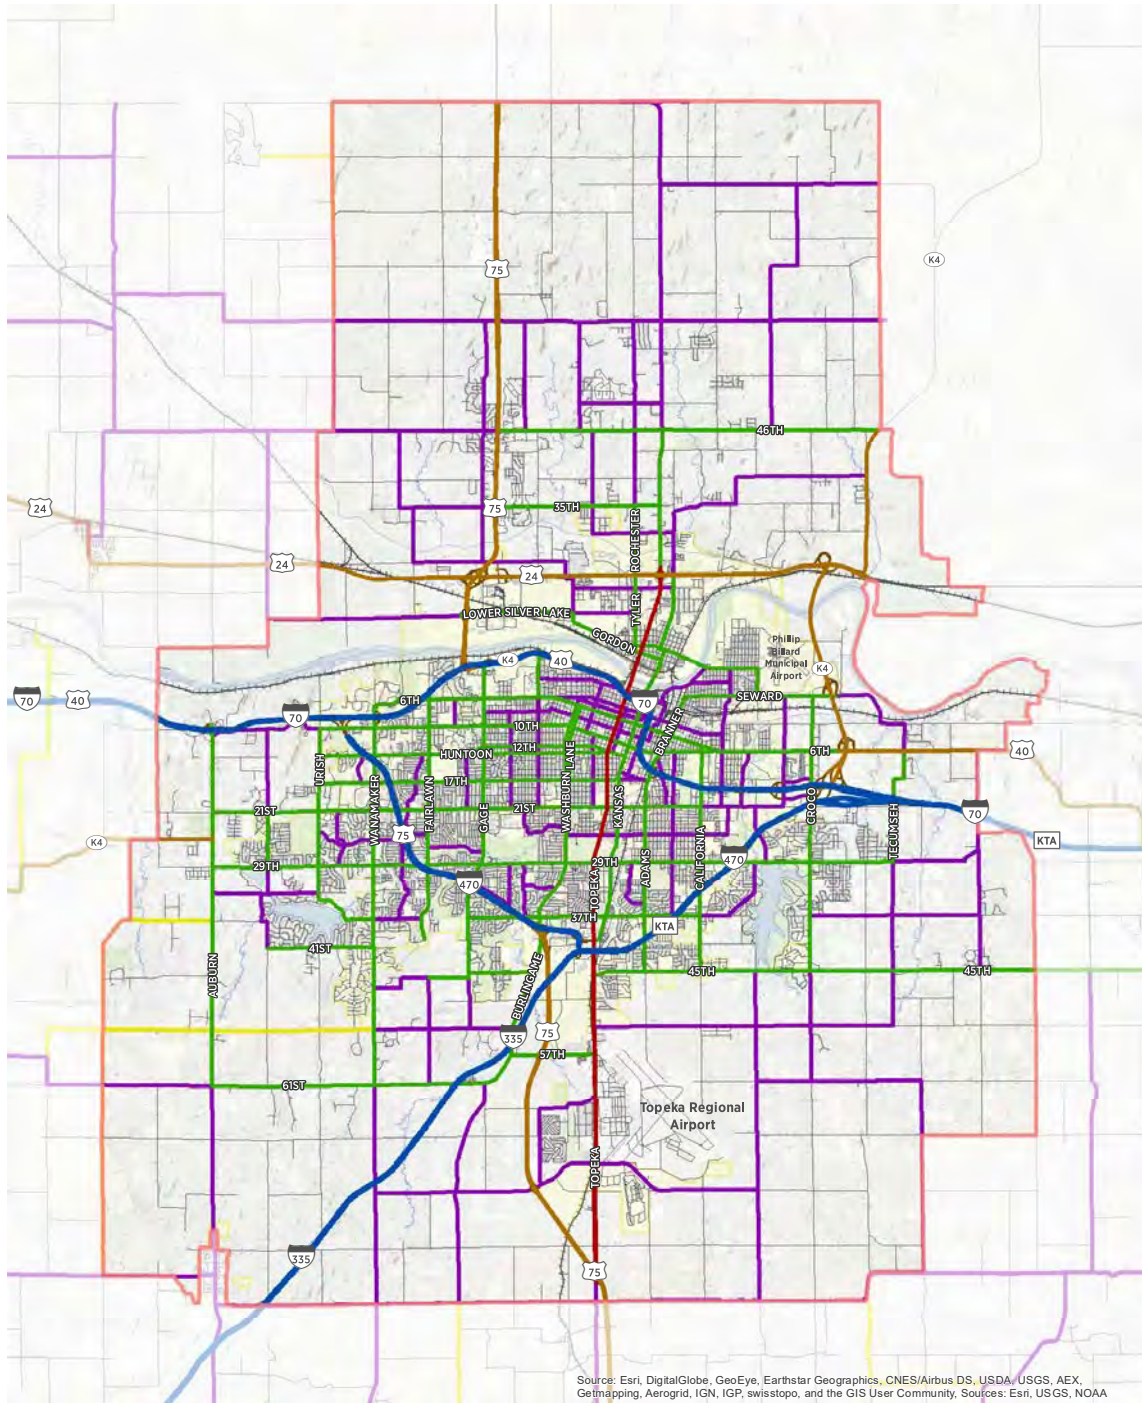 K4
75
24
24
75
24
46TH
35TH
ROCHESTER
TYLER
LOWER SILVER LAKE
GORDON
Phillip
Billard
Municipal
Airport
K4
K4
40
70
40
70
70
6TH
SEWARD
BRANNER
10TH
12TH
HUNTOON
6TH
40
17TH
URISH
WANAMAKER
FAIRLAWN
GAGE
WASHBURN
LANE
KANSAS
CROCO
TECUMSEH
21ST
21ST
70
KTA
K4
75
CALIFORNIA
ADAMS
29TH
29TH
470
470
TOPEKA
37TH
KTA
41ST
AUBURN
BURLINGAME
45TH
45TH
335
75
57TH
61ST
Topeka Regional
Airport
TOPEKA
335
75
Source: Esri, DigitalGlobe, GeoEye, Earthstar Geographics, CNES/Airbus DS, USDA, USGS, AEX,
Getmapping, Aerogrid, IGN, IGP, swisstopo, and the GIS User Community, Sources: Esri, USGS, NOAA